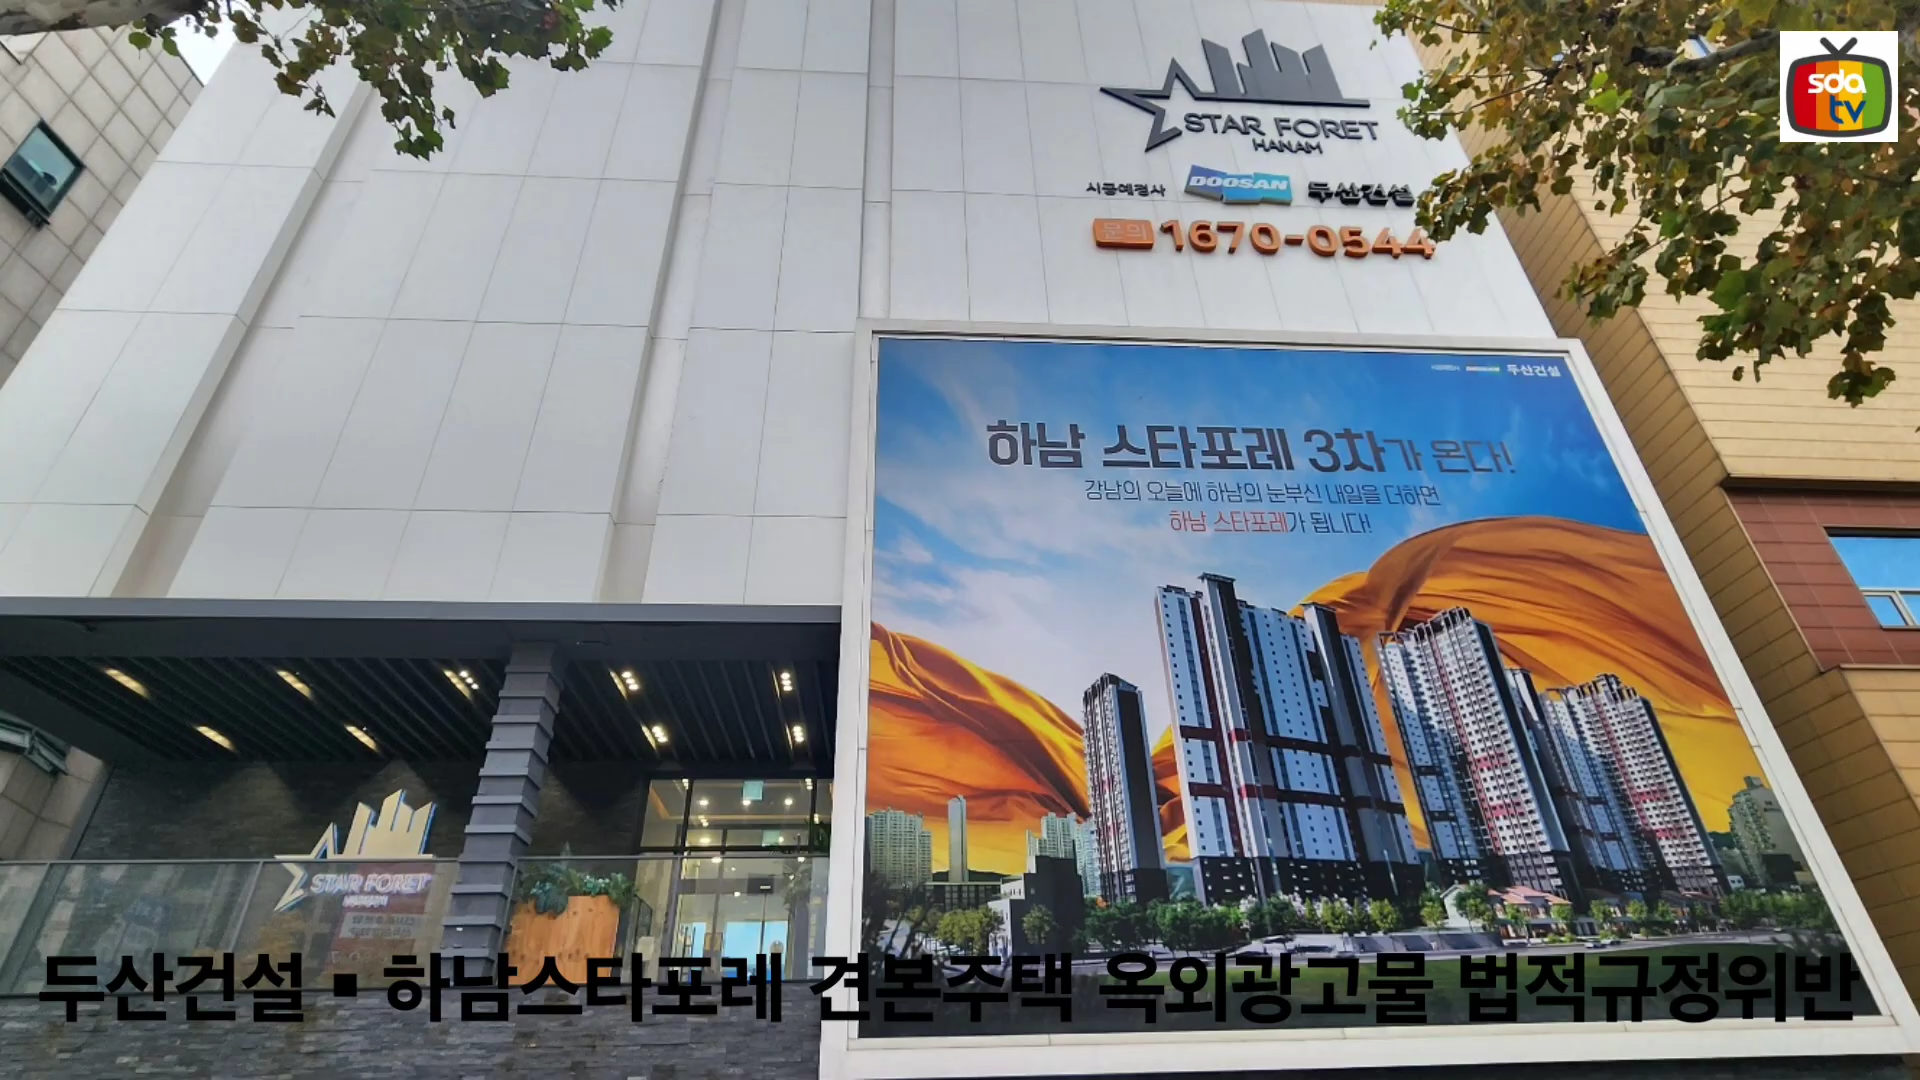 sda
tv
STAR FORET
HANAM
시공예정사 DOOSAN 두산건설
문의 1670-0544
두산건설
하남 스타포레 3차가 온다!
강남의 오늘에 하남의 눈부신 내일을 더하면
하남 스타포레가 됩니다!
STAR FORET
HANAM
두산건설▪하남스타포레 견본주택 옥외광고물 법적규정위반